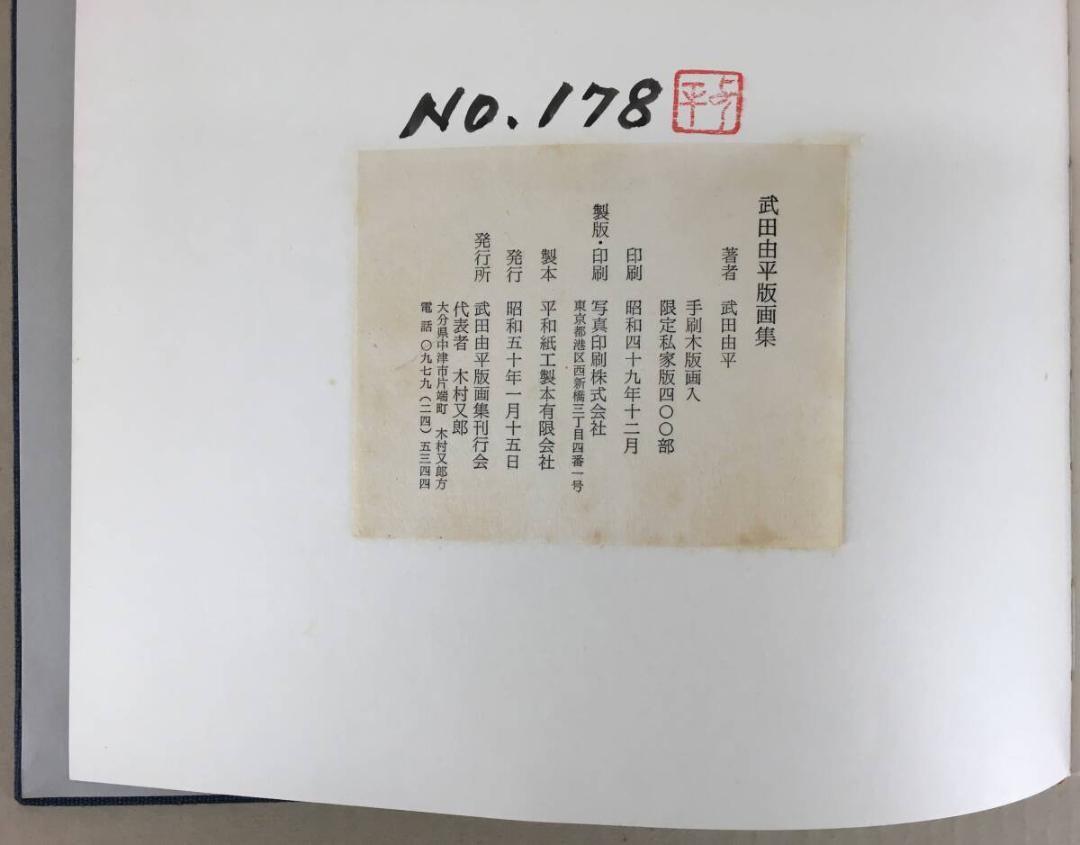 NO. 178
武田由平版画集
著者 武田由平
手刷木版画入
限定私家版四〇〇部
印刷 昭和四十九年十二月
製版・印刷 写真印刷株式会社
東京都港区西新橋三丁目四番一号
製本 平和紙工製本有限会社
発行 昭和五十年一月十五日
発行所 武田由平版画集刊行会
代表者 木村又郎
大分県中津市片端町 木村又郎方
電話 〇九七九(二四)五三四四